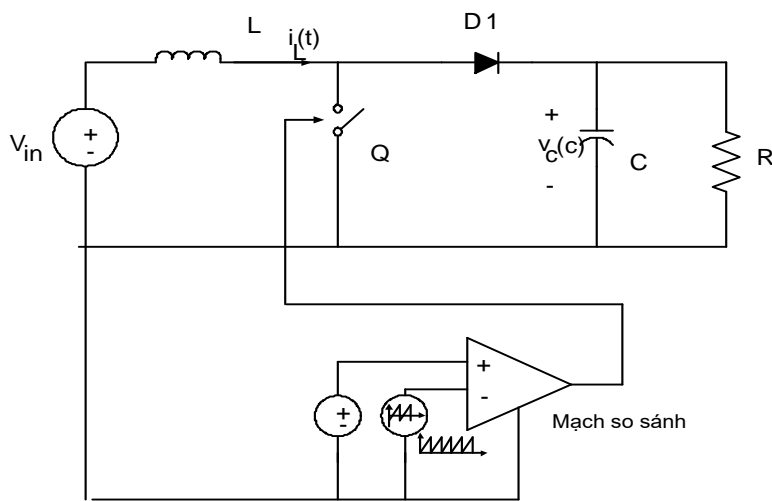 L
i_L(t)
D1
V_in
+
-
Q
+
v_c(c)
-
C
R
+
-
+
-
Mạch so sánh